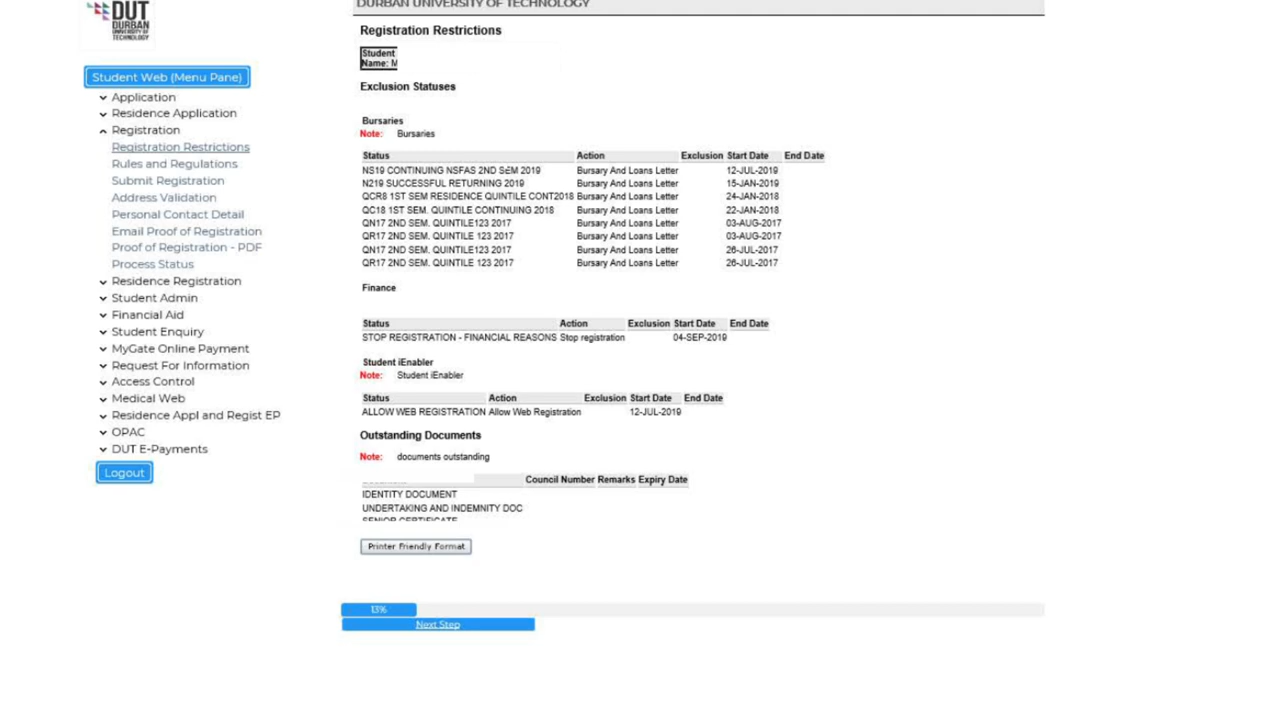 DUT
DURBAN
UNIVERSITY OF
TECHNOLOGY
DURBAN UNIVERSITY OF TECHNOLOGY
Student Web (Menu Pane)
Application
Residence Application
Registration
Registration Restrictions
Rules and Regulations
Submit Registration
Address Validation
Personal Contact Detail
Email Proof of Registration
Proof of Registration - PDF
Process Status
Residence Registration
Student Admin
Financial Aid
Student Enquiry
MyGate Online Payment
Request For Information
Access Control
Medical Web
Residence Appl and Regist EP
OPAC
DUT E-Payments
Logout
Registration Restrictions
Student
Name: M
Exclusion Statuses
Bursaries
Note: Bursaries
Status Action Exclusion Start Date End Date
NS19 CONTINUING NSFAS 2ND SEM 2019 Bursary And Loans Letter 12-JUL-2019
N219 SUCCESSFUL RETURNING 2019 Bursary And Loans Letter 15-JAN-2019
QCR8 1ST SEM RESIDENCE QUINTILE CONT2018 Bursary And Loans Letter 24-JAN-2018
QC18 1ST SEM. QUINTILE CONTINUING 2018 Bursary And Loans Letter 22-JAN-2018
QN17 2ND SEM. QUINTILE123 2017 Bursary And Loans Letter 03-AUG-2017
QR17 2ND SEM. QUINTILE 123 2017 Bursary And Loans Letter 03-AUG-2017
QN17 2ND SEM. QUINTILE123 2017 Bursary And Loans Letter 26-JUL-2017
QR17 2ND SEM. QUINTILE 123 2017 Bursary And Loans Letter 26-JUL-2017
Finance
Status Action Exclusion Start Date End Date
STOP REGISTRATION - FINANCIAL REASONS Stop registration 04-SEP-2019
Student iEnabler
Note: Student iEnabler
Status Action Exclusion Start Date End Date
ALLOW WEB REGISTRATION Allow Web Registration 12-JUL-2019
Outstanding Documents
Note: documents outstanding
Council Number Remarks Expiry Date
IDENTITY DOCUMENT
UNDERTAKING AND INDEMNITY DOC
SENIOR CERTIFICATE
Printer Friendly Format
13%
Next Step